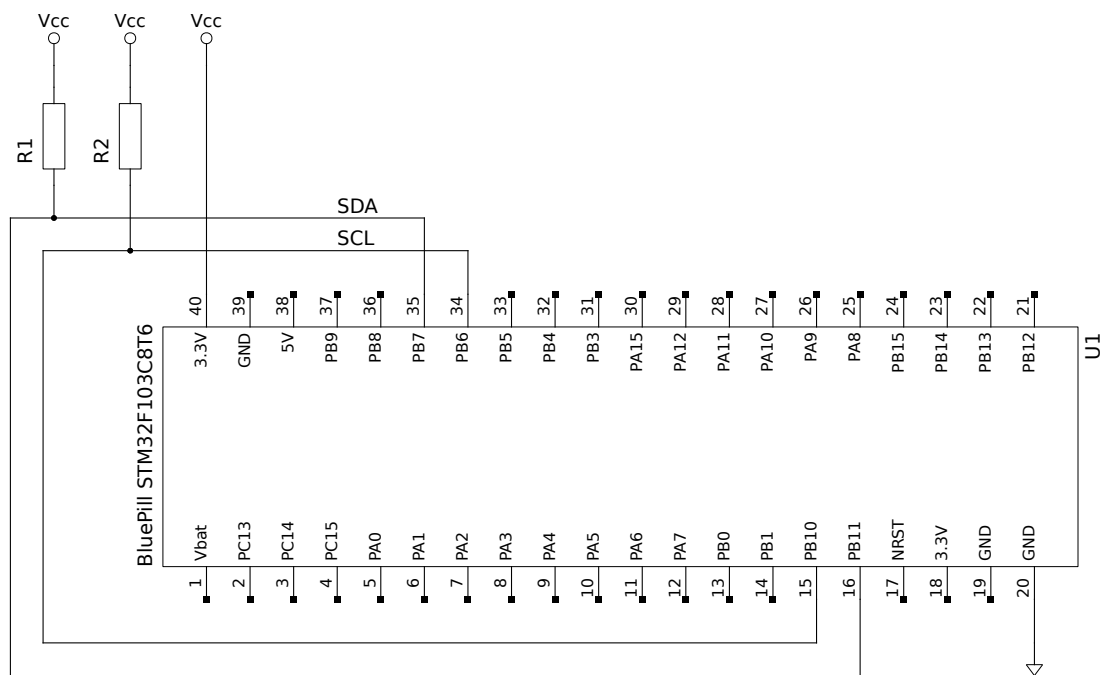 Vcc Vcc Vcc
R1
R2
SDA
SCL
40 39 38 37 36 35 34 33 32 31 30 29 28 27 26 25 24 23 22 21
3.3V GND 5V PB9 PB8 PB7 PB6 PB5 PB4 PB3 PA15 PA12 PA11 PA10 PA9 PA8 PB15 PB14 PB13 PB12
U1
BluePill STM32F103C8T6
Vbat PC13 PC14 PC15 PA0 PA1 PA2 PA3 PA4 PA5 PA6 PA7 PB0 PB1 PB10 PB11 NRST 3.3V GND GND
1 2 3 4 5 6 7 8 9 10 11 12 13 14 15 16 17 18 19 20